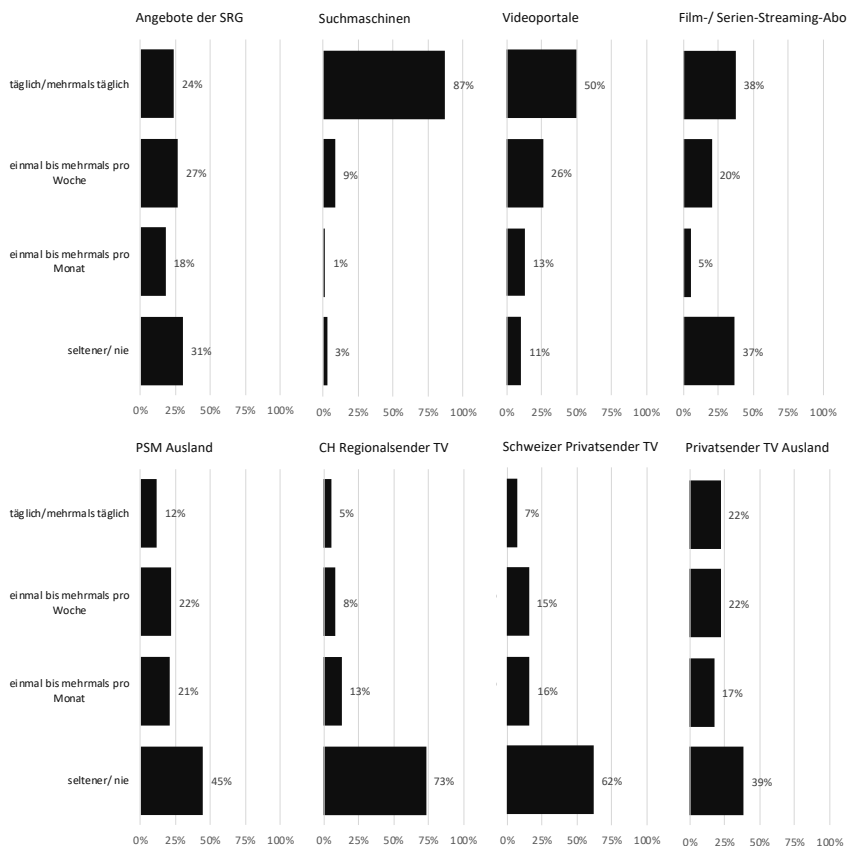 Angebote der SRG Suchmaschinen Videoportale Film-/ Serien-Streaming-Abo
täglich/mehrmals täglich 24% 87% 50% 38%
einmal bis mehrmals pro
Woche 27% 9% 26% 20%
einmal bis mehrmals pro
Monat 18% 1% 13% 5%
seltener/ nie 31% 3% 11% 37%
0% 25% 50% 75% 100% 0% 25% 50% 75% 100% 0% 25% 50% 75% 100% 0% 25% 50% 75% 100%
PSM Ausland CH Regionalsender TV Schweizer Privatsender TV Privatsender TV Ausland
täglich/mehrmals täglich 12% 5% 7% 22%
einmal bis mehrmals pro
Woche 22% 8% 15% 22%
einmal bis mehrmals pro
Monat 21% 13% 16% 17%
seltener/ nie 45% 73% 62% 39%
0% 25% 50% 75% 100% 0% 25% 50% 75% 100% 0% 25% 50% 75% 100% 0% 25% 50% 75% 100%